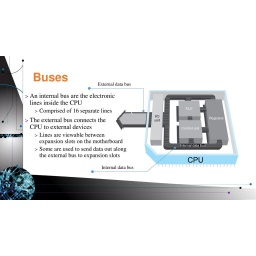 Buses
> An internal bus are the electronic
lines inside the CPU
> Comprised of 16 separate lines
> The external bus connects the
CPU to external devices
> Lines are viewable between
expansion slots on the motherboard
> Some are used to send data out along
the external bus to expansion slots
External data bus
I/O
unit
Registers
Internal data bus
CPU
Internal data bus